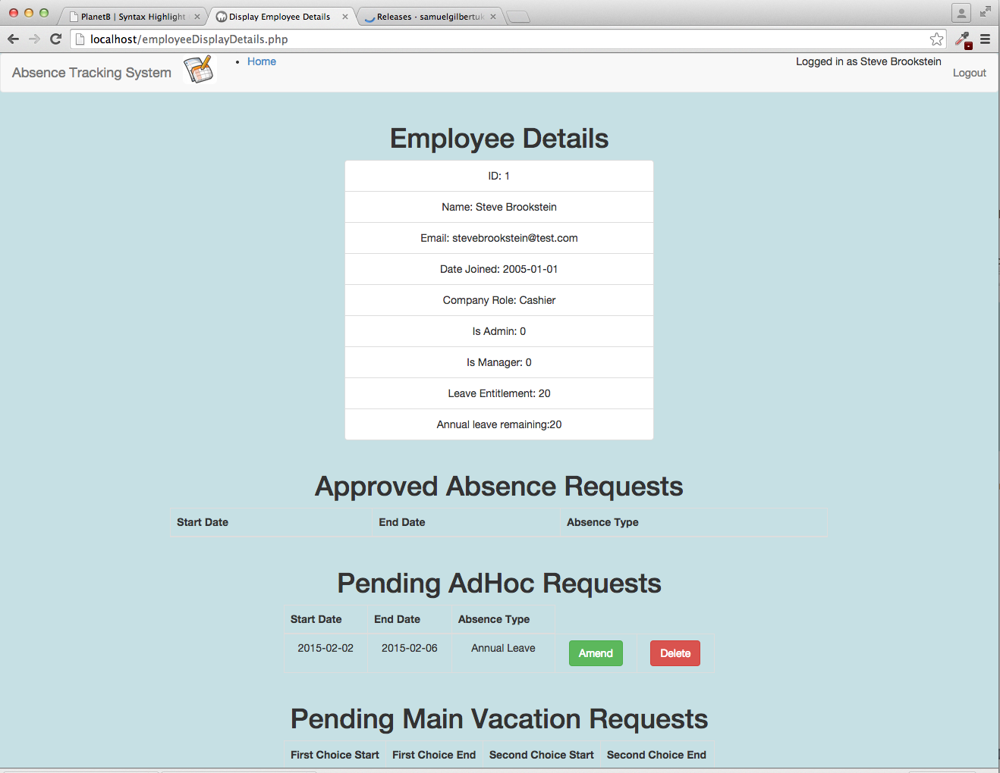 PlanetB | Syntax Highlight
Display Employee Details
Releases · samuelgilbertuk
localhost/employeeDisplayDetails.php
Absence Tracking System
Home
Logged in as Steve Brookstein
Logout
Employee Details
ID: 1
Name: Steve Brookstein
Email: stevebrookstein@test.com
Date Joined: 2005-01-01
Company Role: Cashier
Is Admin: 0
Is Manager: 0
Leave Entitlement: 20
Annual leave remaining:20
Approved Absence Requests
Start Date End Date Absence Type
Pending AdHoc Requests
Start Date End Date Absence Type
2015-02-02 2015-02-06 Annual Leave Amend Delete
Pending Main Vacation Requests
First Choice Start First Choice End Second Choice Start Second Choice End